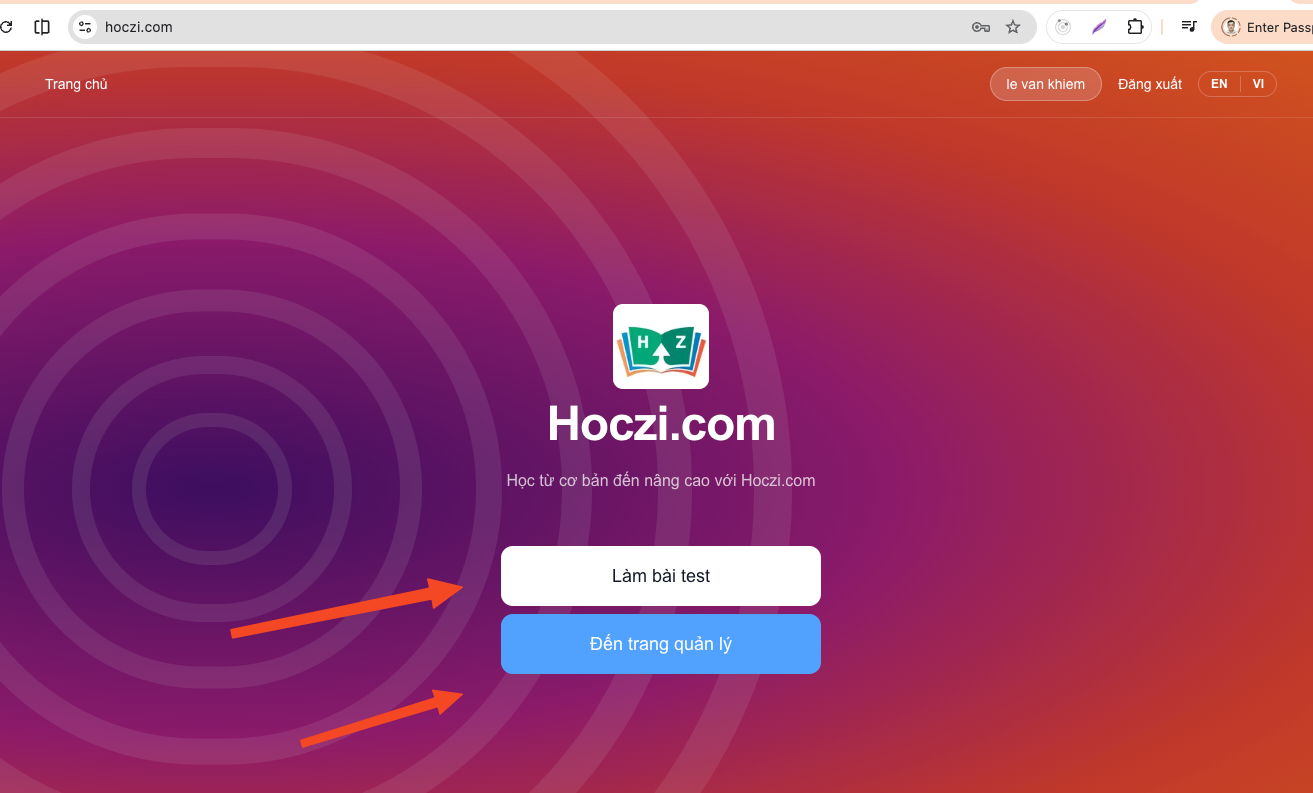 hoczi.com
Enter Pass
Trang chủ
le van khiem
Đăng xuất
EN
VI
H Z
Hoczi.com
Học từ cơ bản đến nâng cao với Hoczi.com
Làm bài test
Đến trang quản lý